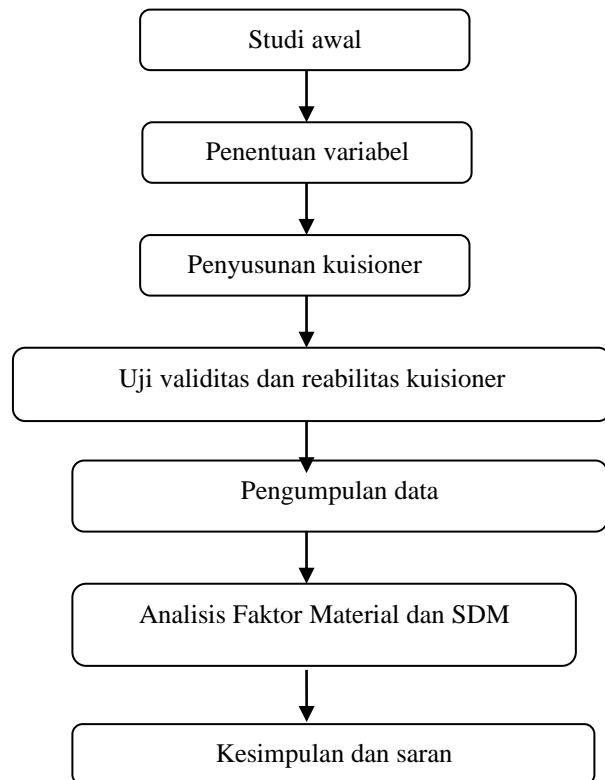 Studi awal
Penentuan variabel
Penyusunan kuisioner
Uji validitas dan reabilitas kuisioner
Pengumpulan data
Analisis Faktor Material dan SDM
Kesimpulan dan saran